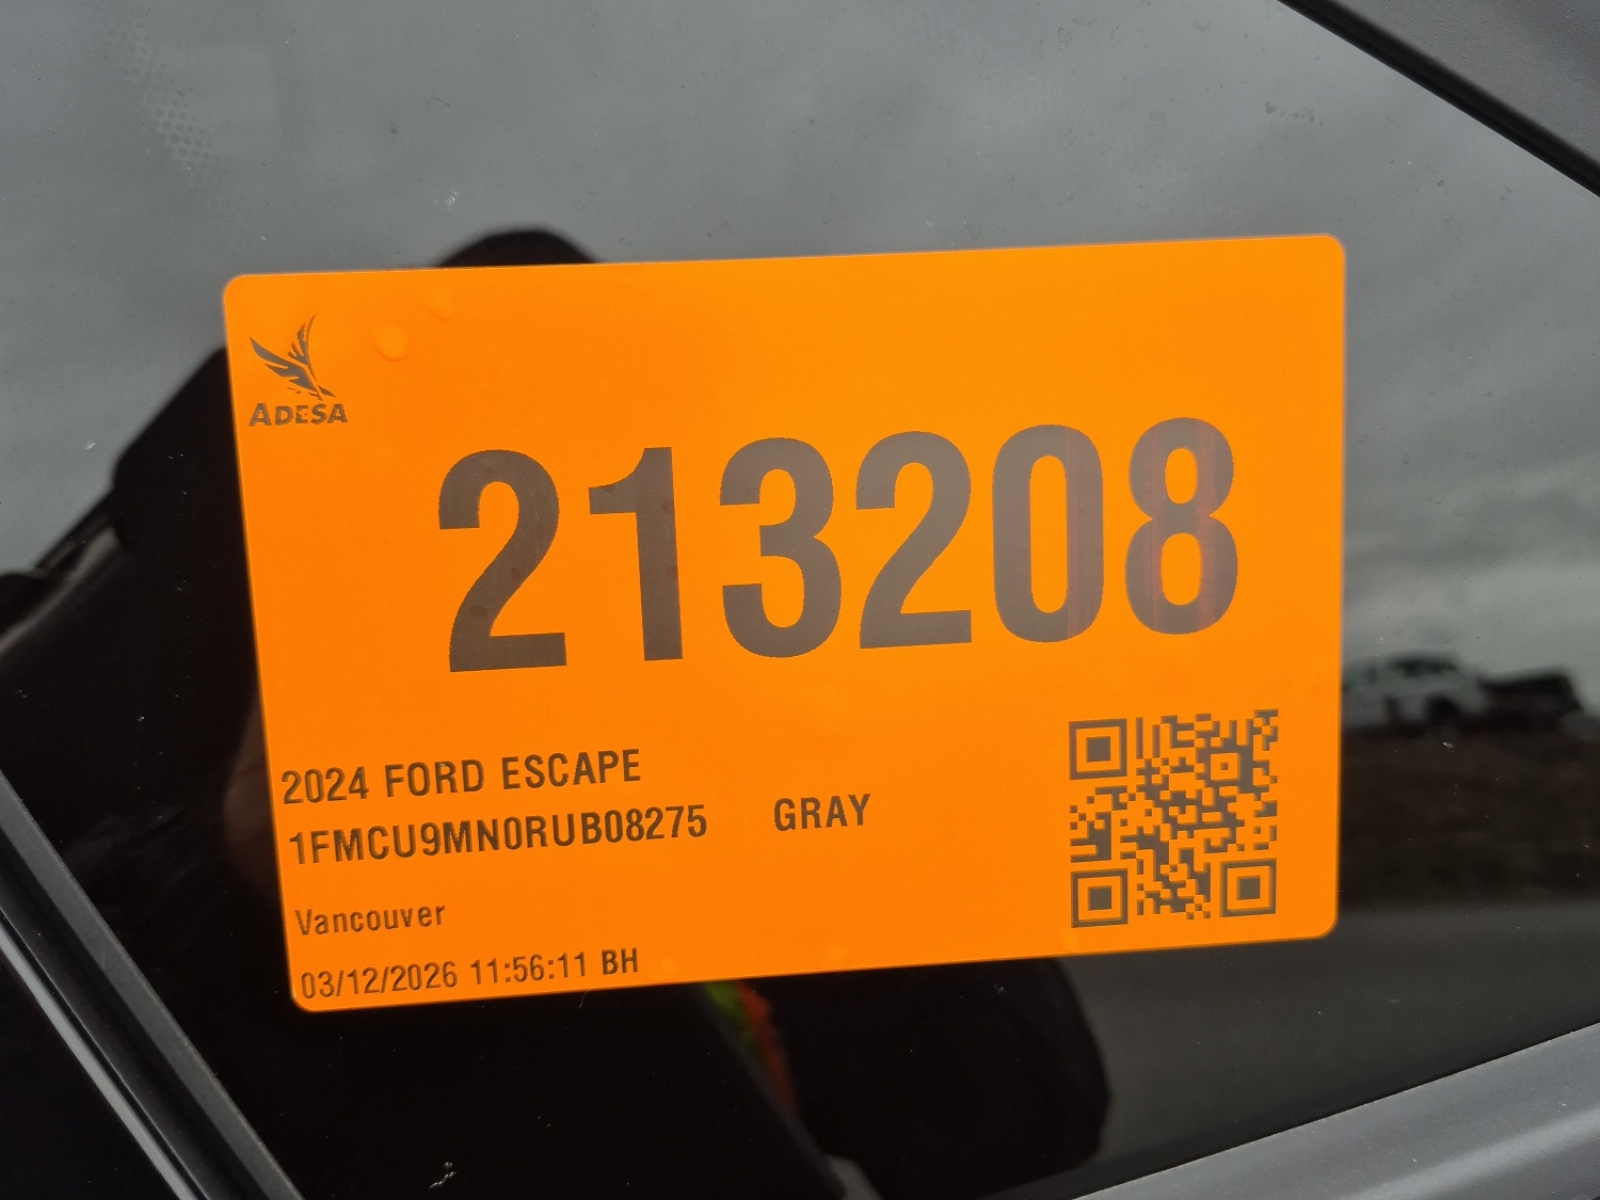 ADESA
213208
2024 FORD ESCAPE
1FMCU9MN0RUB08275 GRAY
Vancouver
03/12/2026 11:56:11 BH